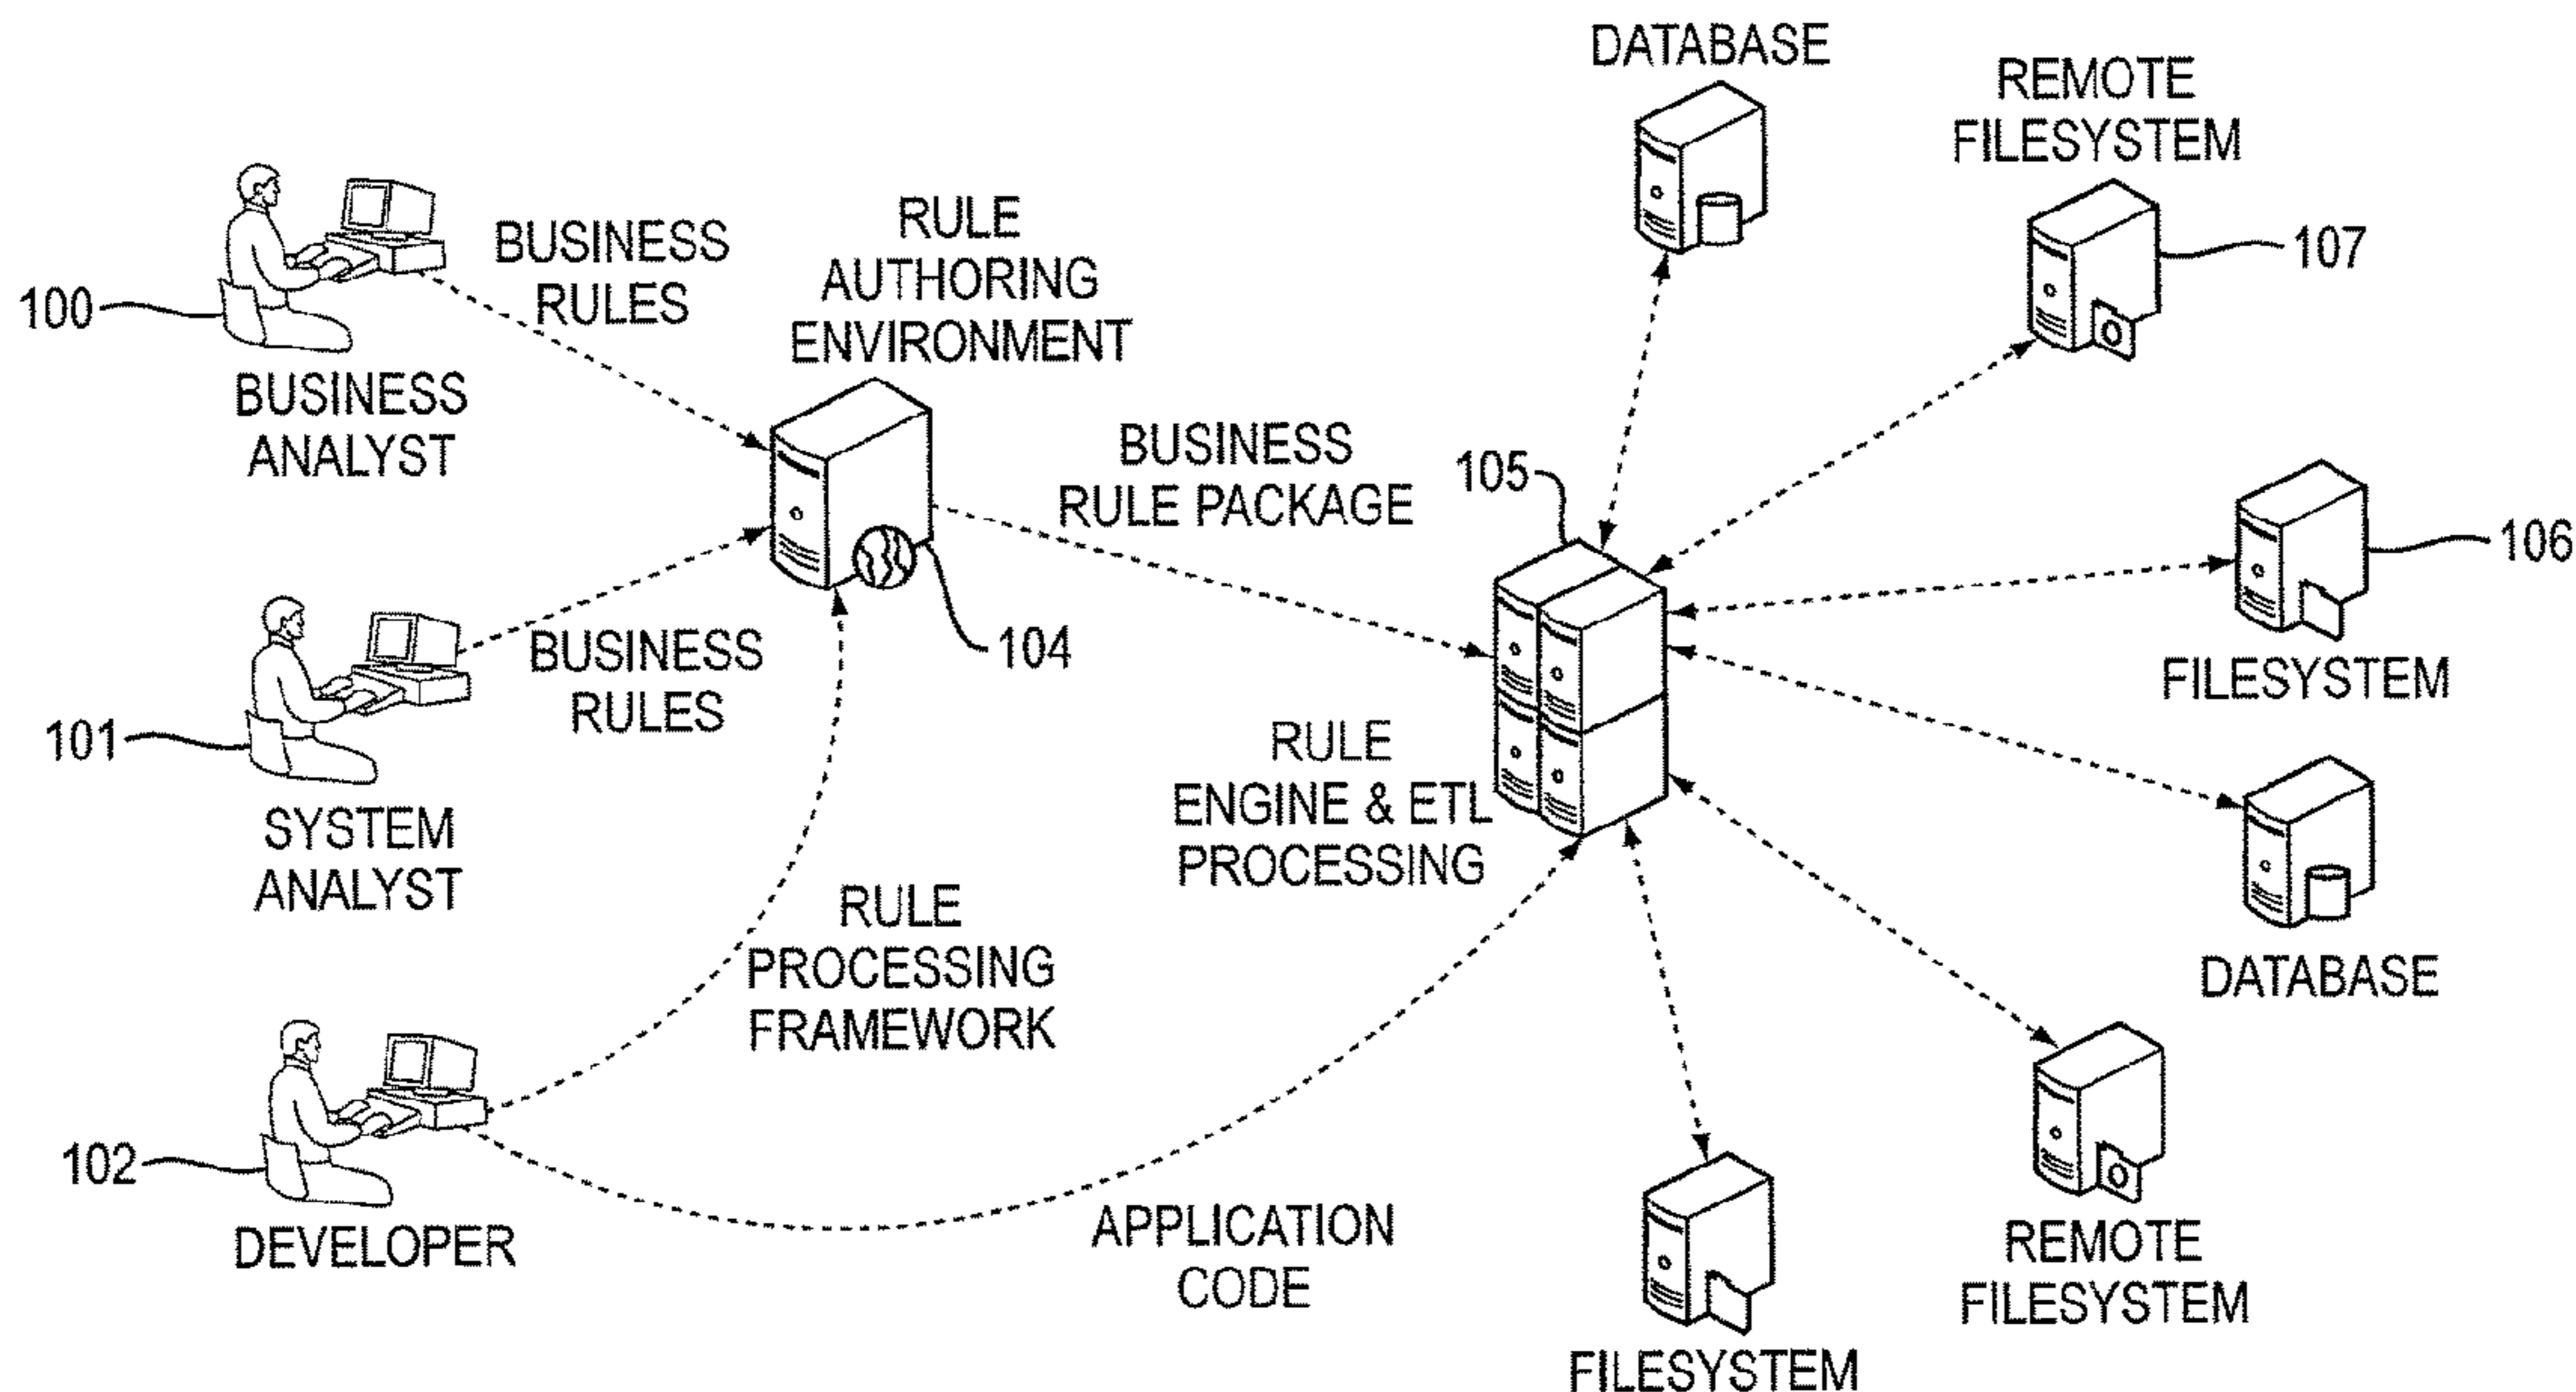 DATABASE
REMOTE
FILESYSTEM
107
100
BUSINESS
ANALYST
BUSINESS
RULES
RULE
AUTHORING
ENVIRONMENT
104
BUSINESS
RULE PACKAGE
105
106
FILESYSTEM
101
SYSTEM
ANALYST
BUSINESS
RULES
RULE
ENGINE & ETL
PROCESSING
DATABASE
RULE
PROCESSING
FRAMEWORK
102
DEVELOPER
APPLICATION
CODE
REMOTE
FILESYSTEM
FILESYSTEM